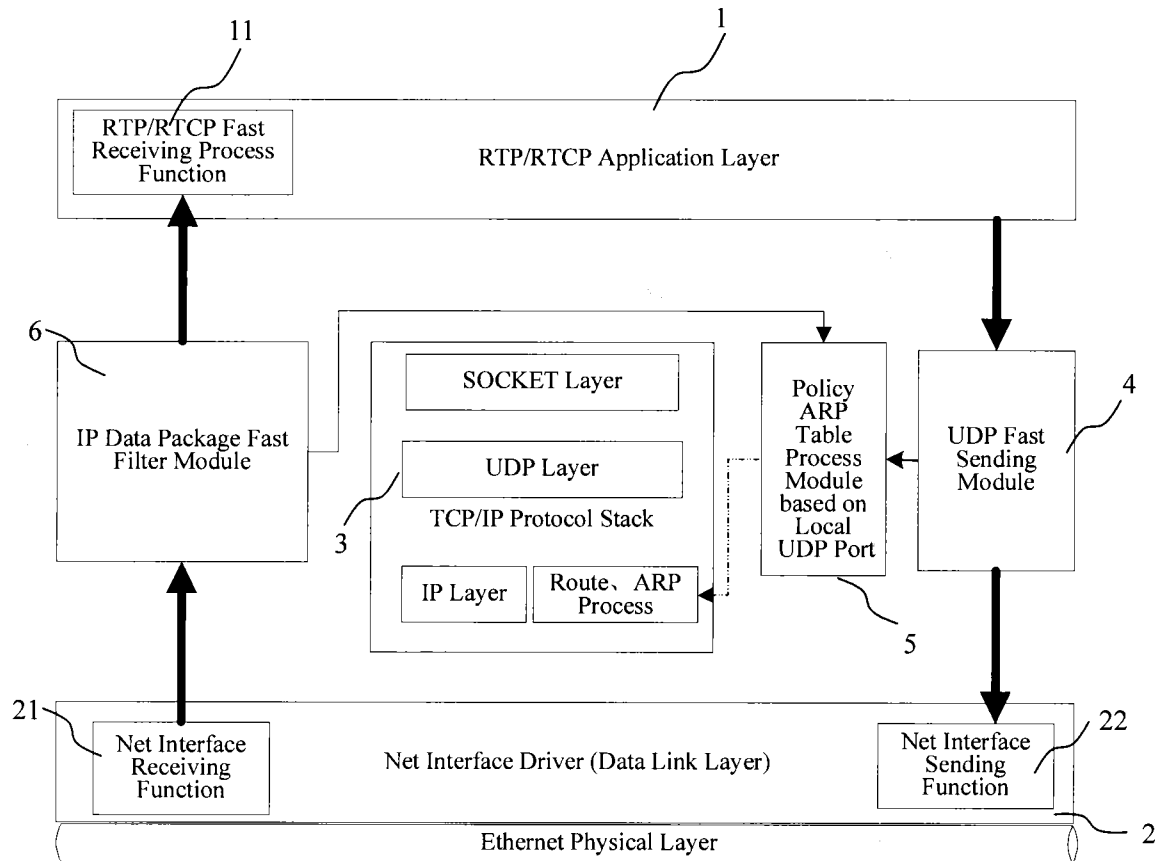 11
1
RTP/RTCP Fast
Receiving Process
Function
RTP/RTCP Application Layer
6
IP Data Package Fast
Filter Module
SOCKET Layer
UDP Layer
3
TCP/IP Protocol Stack
IP Layer
Route、ARP
Process
Policy
ARP
Table
Process
Module
based on
Local
UDP Port
5
4
UDP Fast
Sending
Module
21
Net Interface
Receiving
Function
Net Interface Driver (Data Link Layer)
22
Net Interface
Sending
Function
2
Ethernet Physical Layer